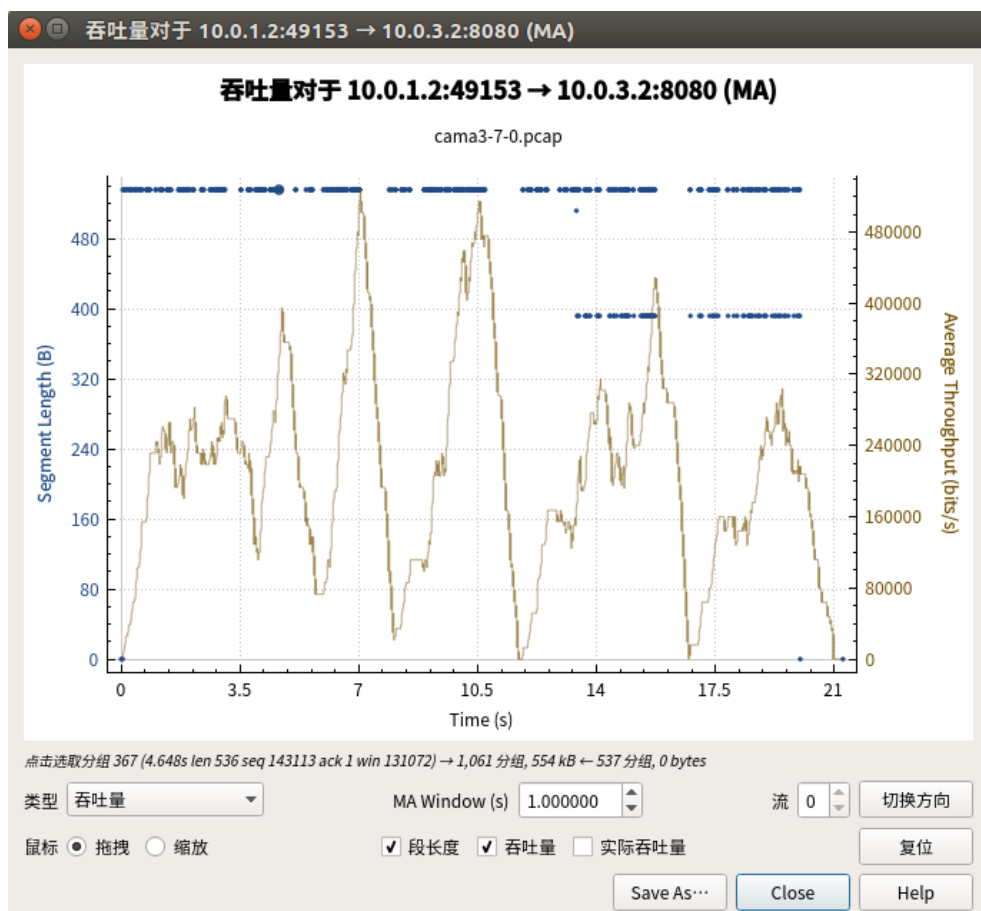 吞吐量对于 10.0.1.2:49153 → 10.0.3.2:8080 (MA)
吞吐量对于 10.0.1.2:49153 → 10.0.3.2:8080 (MA)
cama3-7-0.pcap
Segment Length (B)
480
400
320
240
160
80
0
480000
400000
320000
240000
160000
80000
0
Average Throughput (bits/s)
0 3.5 7 10.5 14 17.5 21
Time (s)
点击选取分组 367 (4.648s len 536 seq 143113 ack 1 win 131072) → 1,061 分组, 554 kB ← 537 分组, 0 bytes
类型 吞吐量 MA Window (s) 1.000000 流 0 切换方向
鼠标 拖拽 缩放 段长度 吞吐量 实际吞吐量 复位
Save As… Close Help